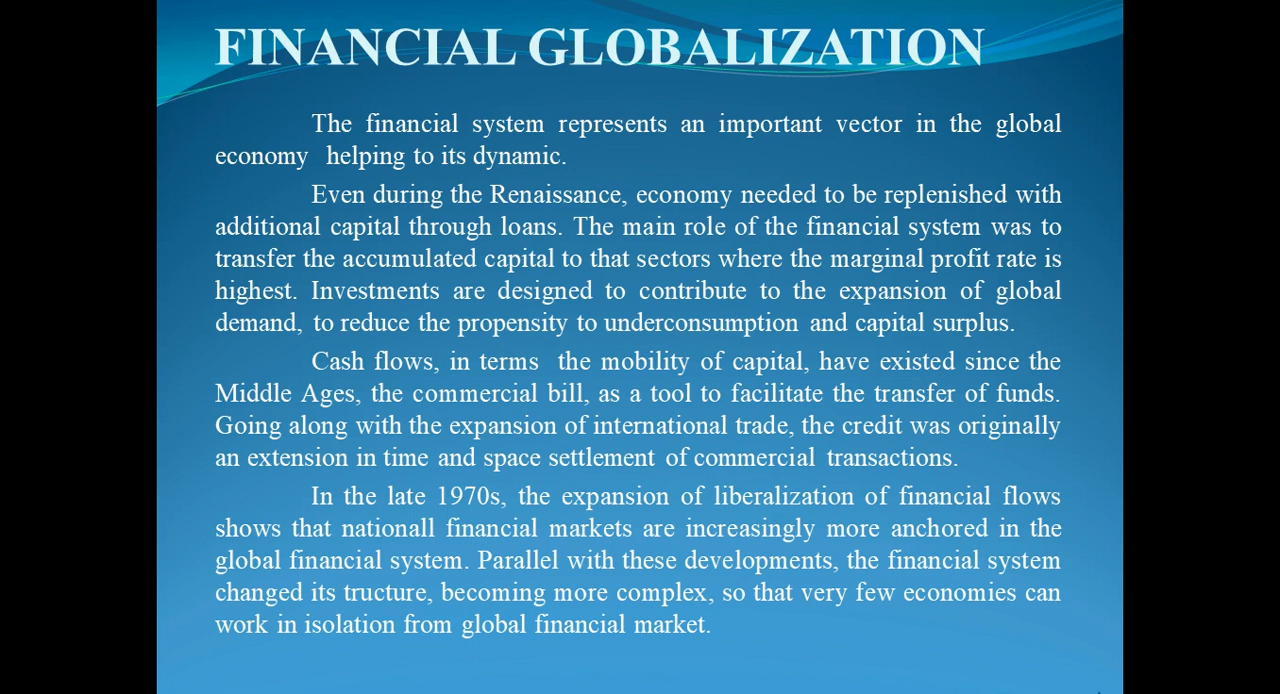 FINANCIAL GLOBALIZATION
The financial system represents an important vector in the global
economy helping to its dynamic.
Even during the Renaissance, economy needed to be replenished with
additional capital through loans. The main role of the financial system was to
transfer the accumulated capital to that sectors where the marginal profit rate is
highest. Investments are designed to contribute to the expansion of global
demand, to reduce the propensity to underconsumption and capital surplus.
Cash flows, in terms the mobility of capital, have existed since the
Middle Ages, the commercial bill, as a tool to facilitate the transfer of funds.
Going along with the expansion of international trade, the credit was originally
an extension in time and space settlement of commercial transactions.
In the late 1970s, the expansion of liberalization of financial flows
shows that nationall financial markets are increasingly more anchored in the
global financial system. Parallel with these developments, the financial system
changed its tructure, becoming more complex, so that very few economies can
work in isolation from global financial market.